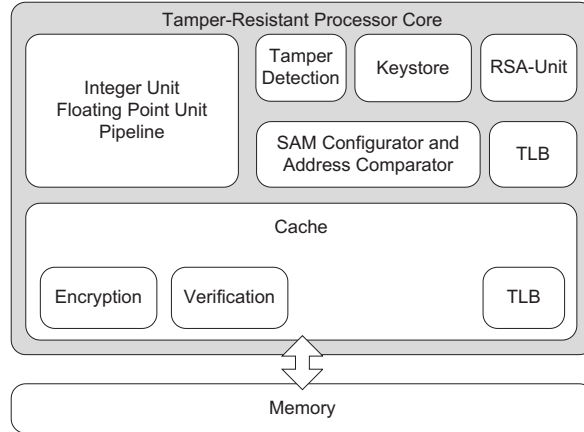 Tamper-Resistant Processor Core
Integer Unit
Floating Point Unit
Pipeline
Tamper
Detection
Keystore
RSA-Unit
SAM Configurator and
Address Comparator
TLB
Cache
Encryption
Verification
TLB
Memory